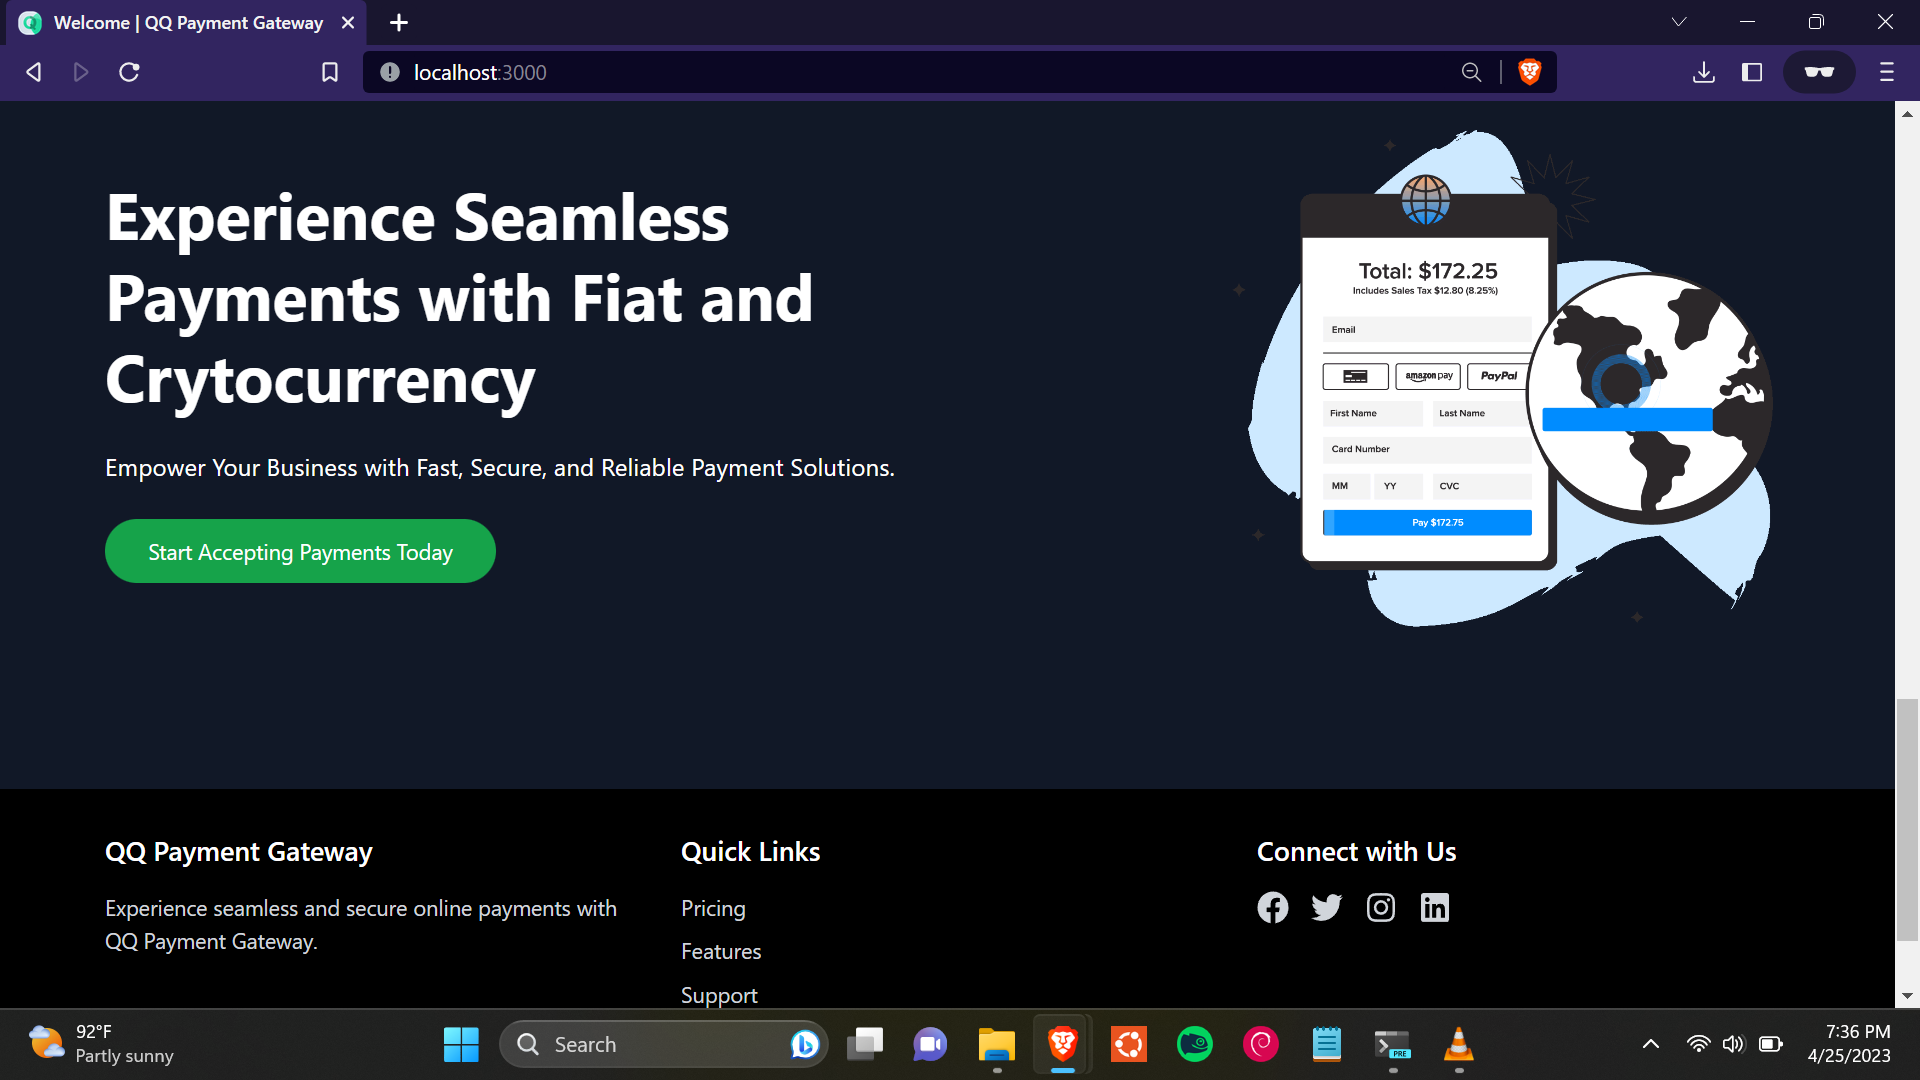 Welcome | QQ Payment Gateway
localhost:3000
Experience Seamless
Payments with Fiat and
Crytocurrency
Empower Your Business with Fast, Secure, and Reliable Payment Solutions.
Start Accepting Payments Today
Total: $172.25
Includes Sales Tax $12.80 (8.25%)
Email
amazon pay
PayPal
First Name
Last Name
Card Number
MM
YY
CVC
Pay $172.75
QQ Payment Gateway
Experience seamless and secure online payments with
QQ Payment Gateway.
Quick Links
Pricing
Features
Support
Connect with Us
92°F
Partly sunny
Search
PRE
7:36 PM
4/25/2023